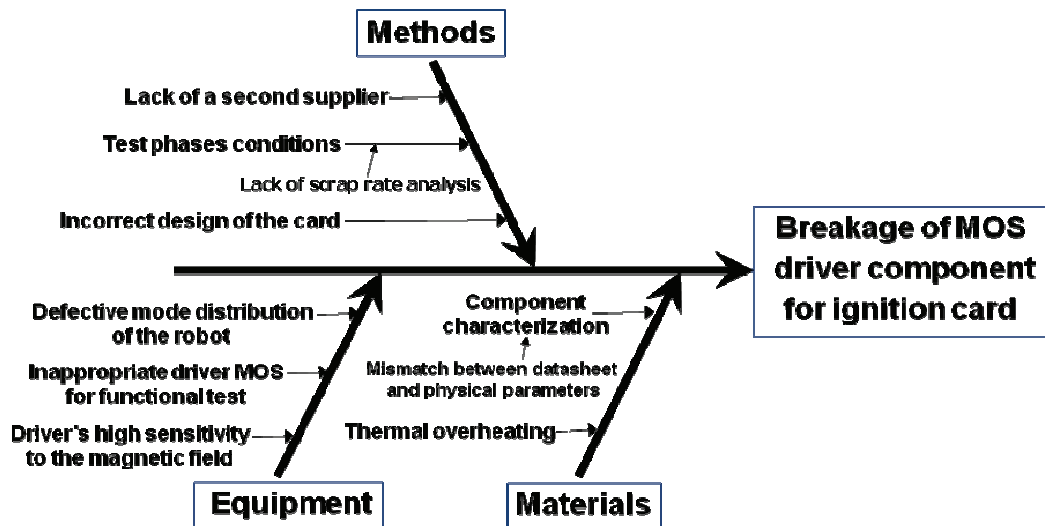 Methods
Lack of a second supplier
Test phases conditions
Lack of scrap rate analysis
Incorrect design of the card
Breakage of MOS
driver component
for ignition card
Defective mode distribution
of the robot
Inappropriate driver MOS
for functional test
Driver's high sensitivity
to the magnetic field
Equipment
Component
characterization
Mismatch between datasheet
and physical parameters
Thermal overheating
Materials